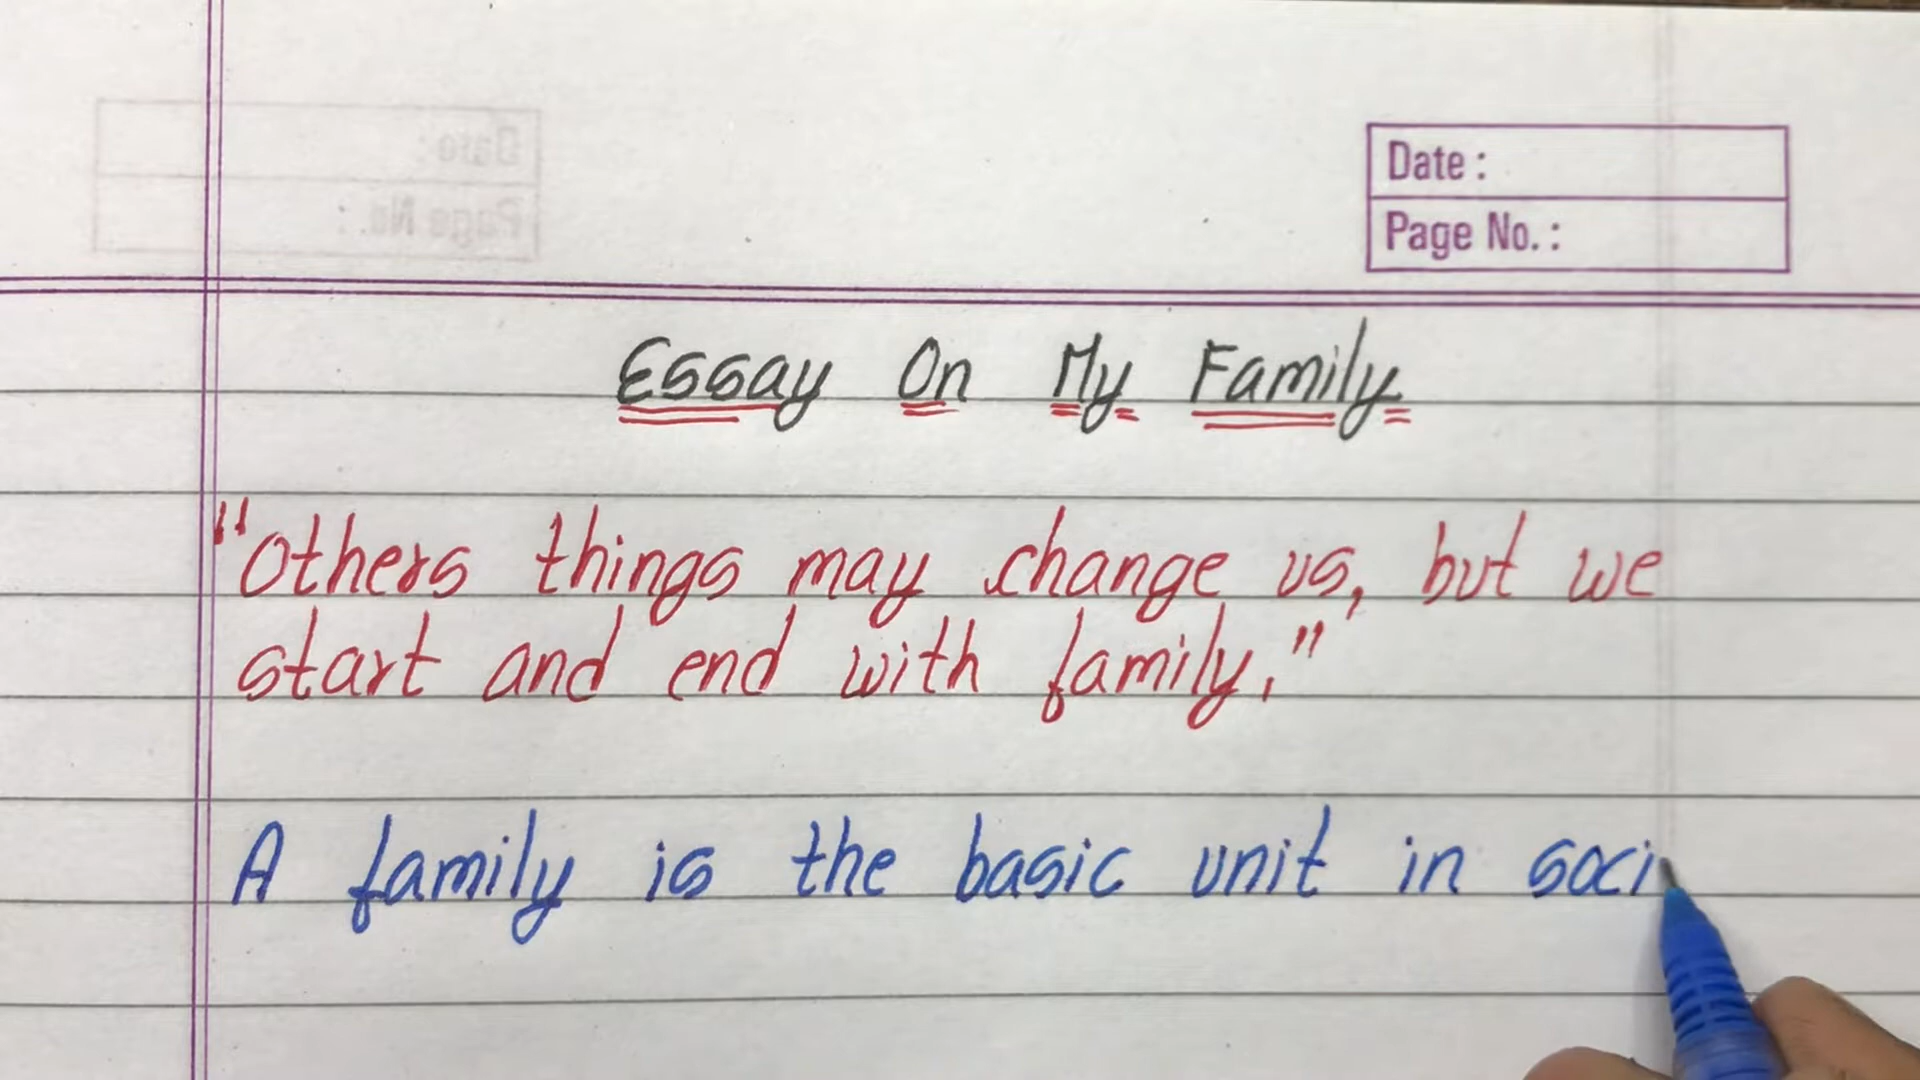 Date :
Page No. :
Essay On My Family
"Others things may change us, but we
start and end with family."
A family is the basic unit in soci